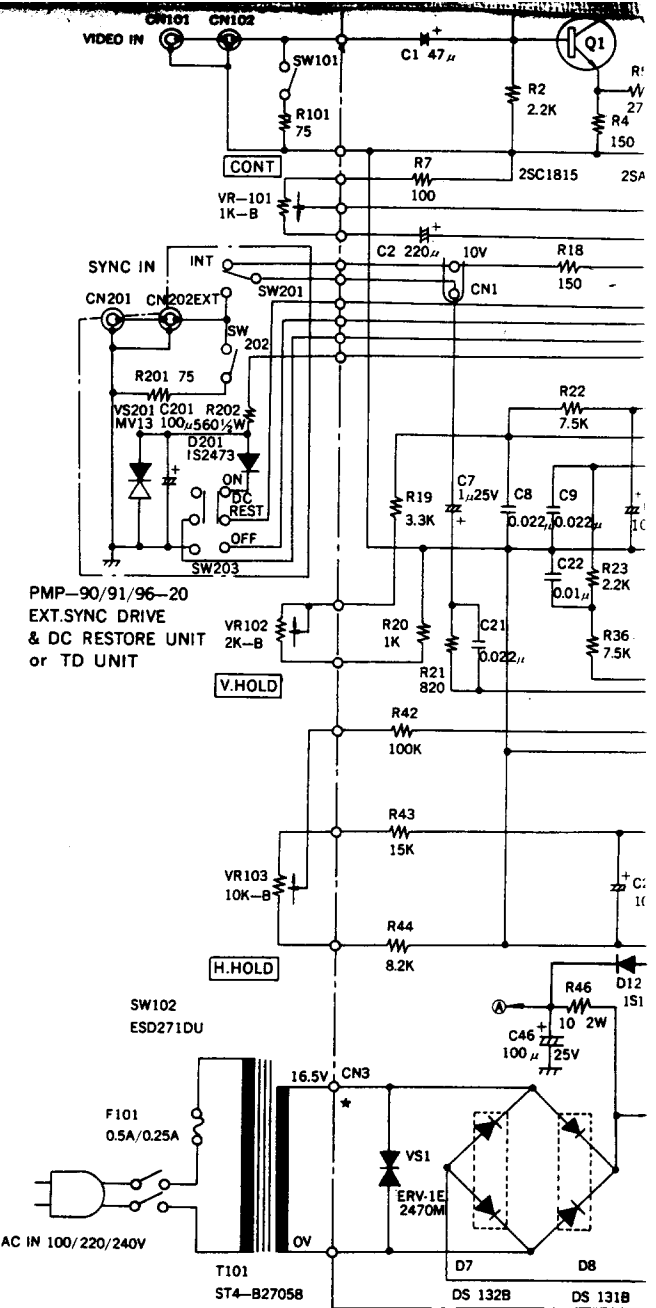 CN101 CN102
VIDEO IN
C1 47μ
Q1
SW101
R2
2.2K
27
R101
75
R4
150
CONT
R7
100
2SC1815
2SA
VR-101
1K-B
C2 220μ
10V
SYNC IN
INT
R18
150
SW201
CN1
CN201
CN202EXT
SW
202
R201 75
VS201
MV13
C201
100μ
R202
560½W
D201
IS2473
R22
7.5K
ON
DC
REST
OFF
SW203
R19
3.3K
C7
1μ25V
C8
0.022μ
C9
0.022μ
C22
0.01μ
R23
2.2K
PMP-90/91/96-20
EXT.SYNC DRIVE
& DC RESTORE UNIT
or TD UNIT
VR102
2K-B
R20
1K
R21
820
C21
0.022μ
R36
7.5K
V.HOLD
R42
100K
R43
15K
VR103
10K-B
R44
8.2K
H.HOLD
D12
1S1
SW102
ESD271DU
A
R46
10 2W
C46
100μ
25V
16.5V
CN3
F101
0.5A/0.25A
VS1
ERV-1E
2470M
AC IN 100/220/240V
0V
T101
ST4-B27058
D7
DS 132B
D8
DS 131B